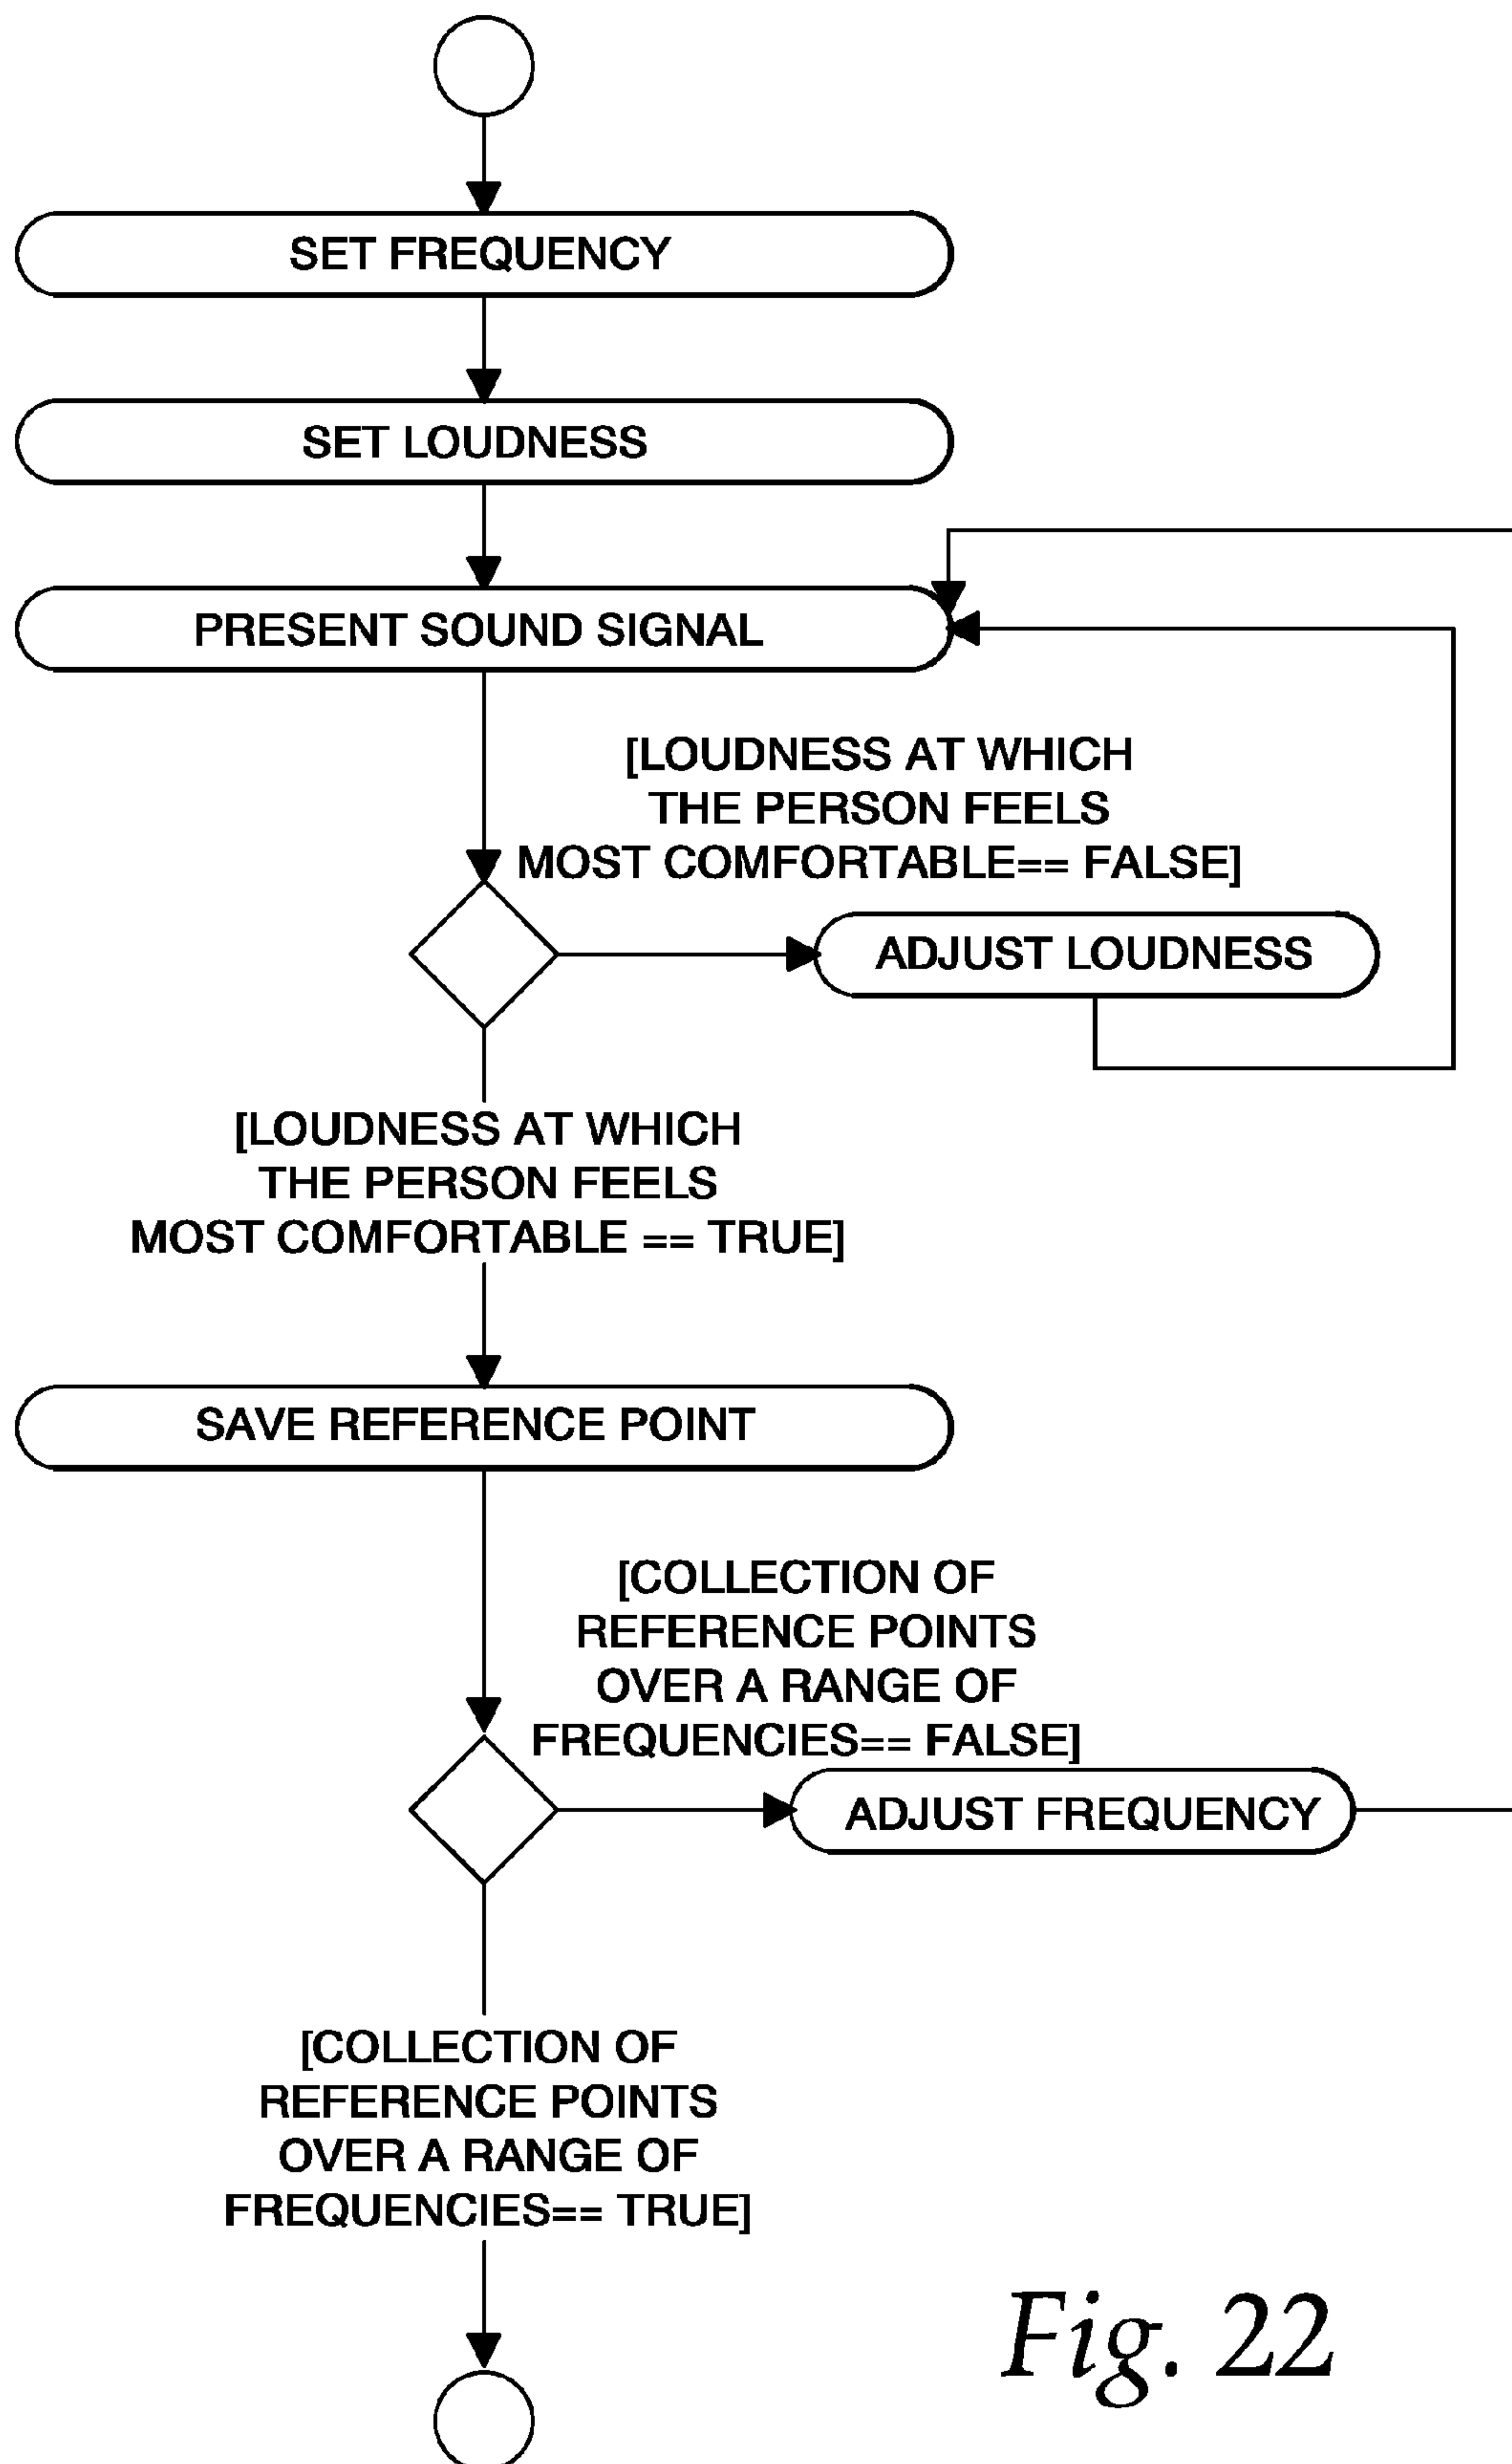 SET FREQUENCY
SET LOUDNESS
PRESENT SOUND SIGNAL
[LOUDNESS AT WHICH
THE PERSON FEELS
MOST COMFORTABLE== FALSE]
ADJUST LOUDNESS
[LOUDNESS AT WHICH
THE PERSON FEELS
MOST COMFORTABLE == TRUE]
SAVE REFERENCE POINT
[COLLECTION OF
REFERENCE POINTS
OVER A RANGE OF
FREQUENCIES== FALSE]
ADJUST FREQUENCY
[COLLECTION OF
REFERENCE POINTS
OVER A RANGE OF
FREQUENCIES== TRUE]
Fig. 22